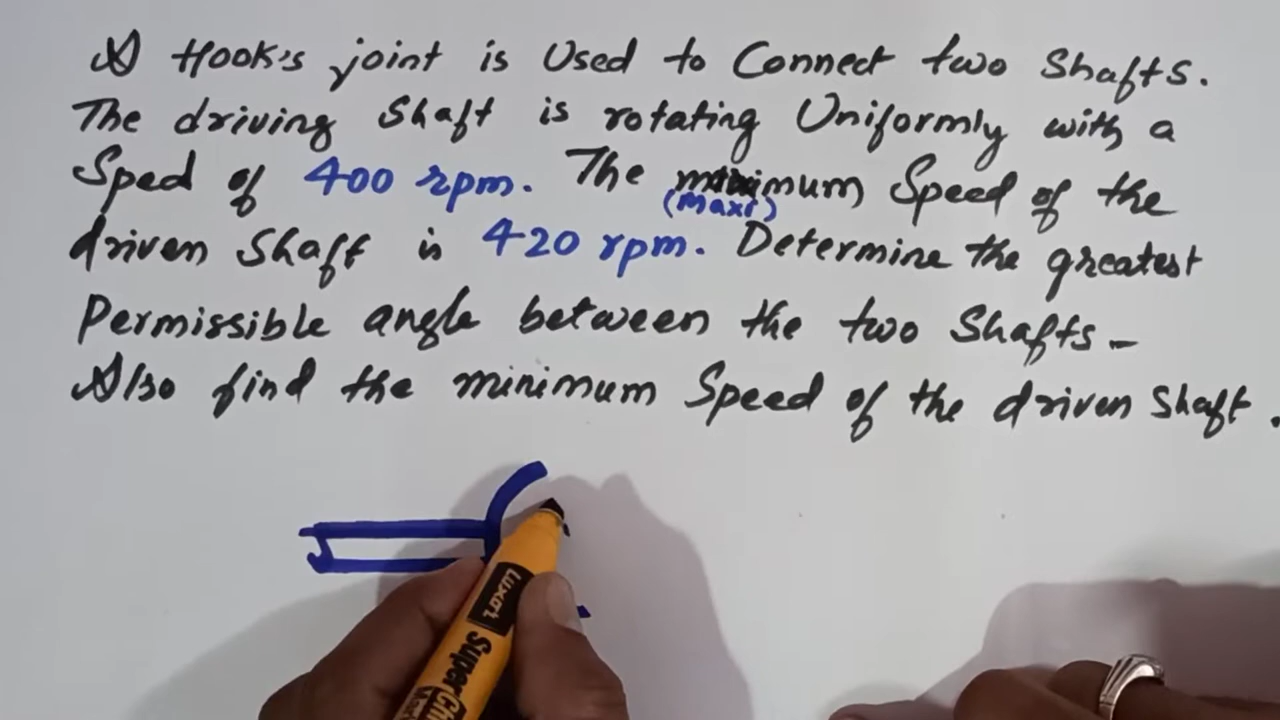 A Hook's joint is Used to Connect two Shafts.
The driving Shaft is rotating Uniformly with a
Sped of 400 rpm. The minimum Speed of the
(maxi)
driven Shaft is 420 rpm. Determine the greatest
Permissible angle between the two Shafts-
Also find the minimum Speed of the driven Shaft.
Luxor
Super